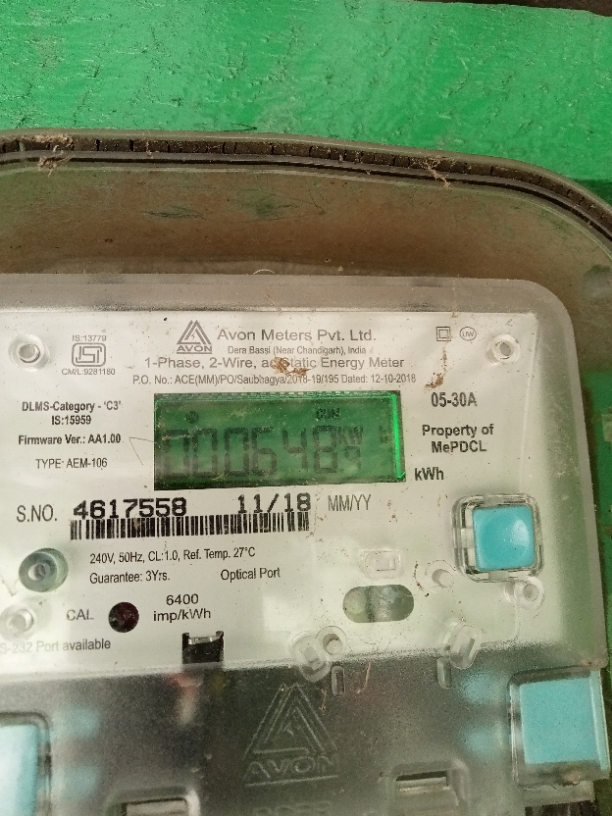 IS:13779
CM/L:9281180
AVON
Avon Meters Pvt. Ltd.
Dera Bassi (Near Chandigarh), India
1-Phase, 2-Wire, ac Static Energy Meter
P.O. No.: ACE(MM)/PO/Saubhagya/2018-19/195 Dated: 12-10-2018
DLMS-Category - 'C3'
IS:15959
Firmware Ver.: AA1.00
TYPE: AEM-106
CUM
000648
kWh
05-30A
Property of
MePDCL
S.NO. 4617558 11/18 MM/YY
240V, 50Hz, CL:1.0, Ref. Temp. 27°C
Guarantee: 3Yrs. Optical Port
CAL 6400
imp/kWh
Port available
AVON